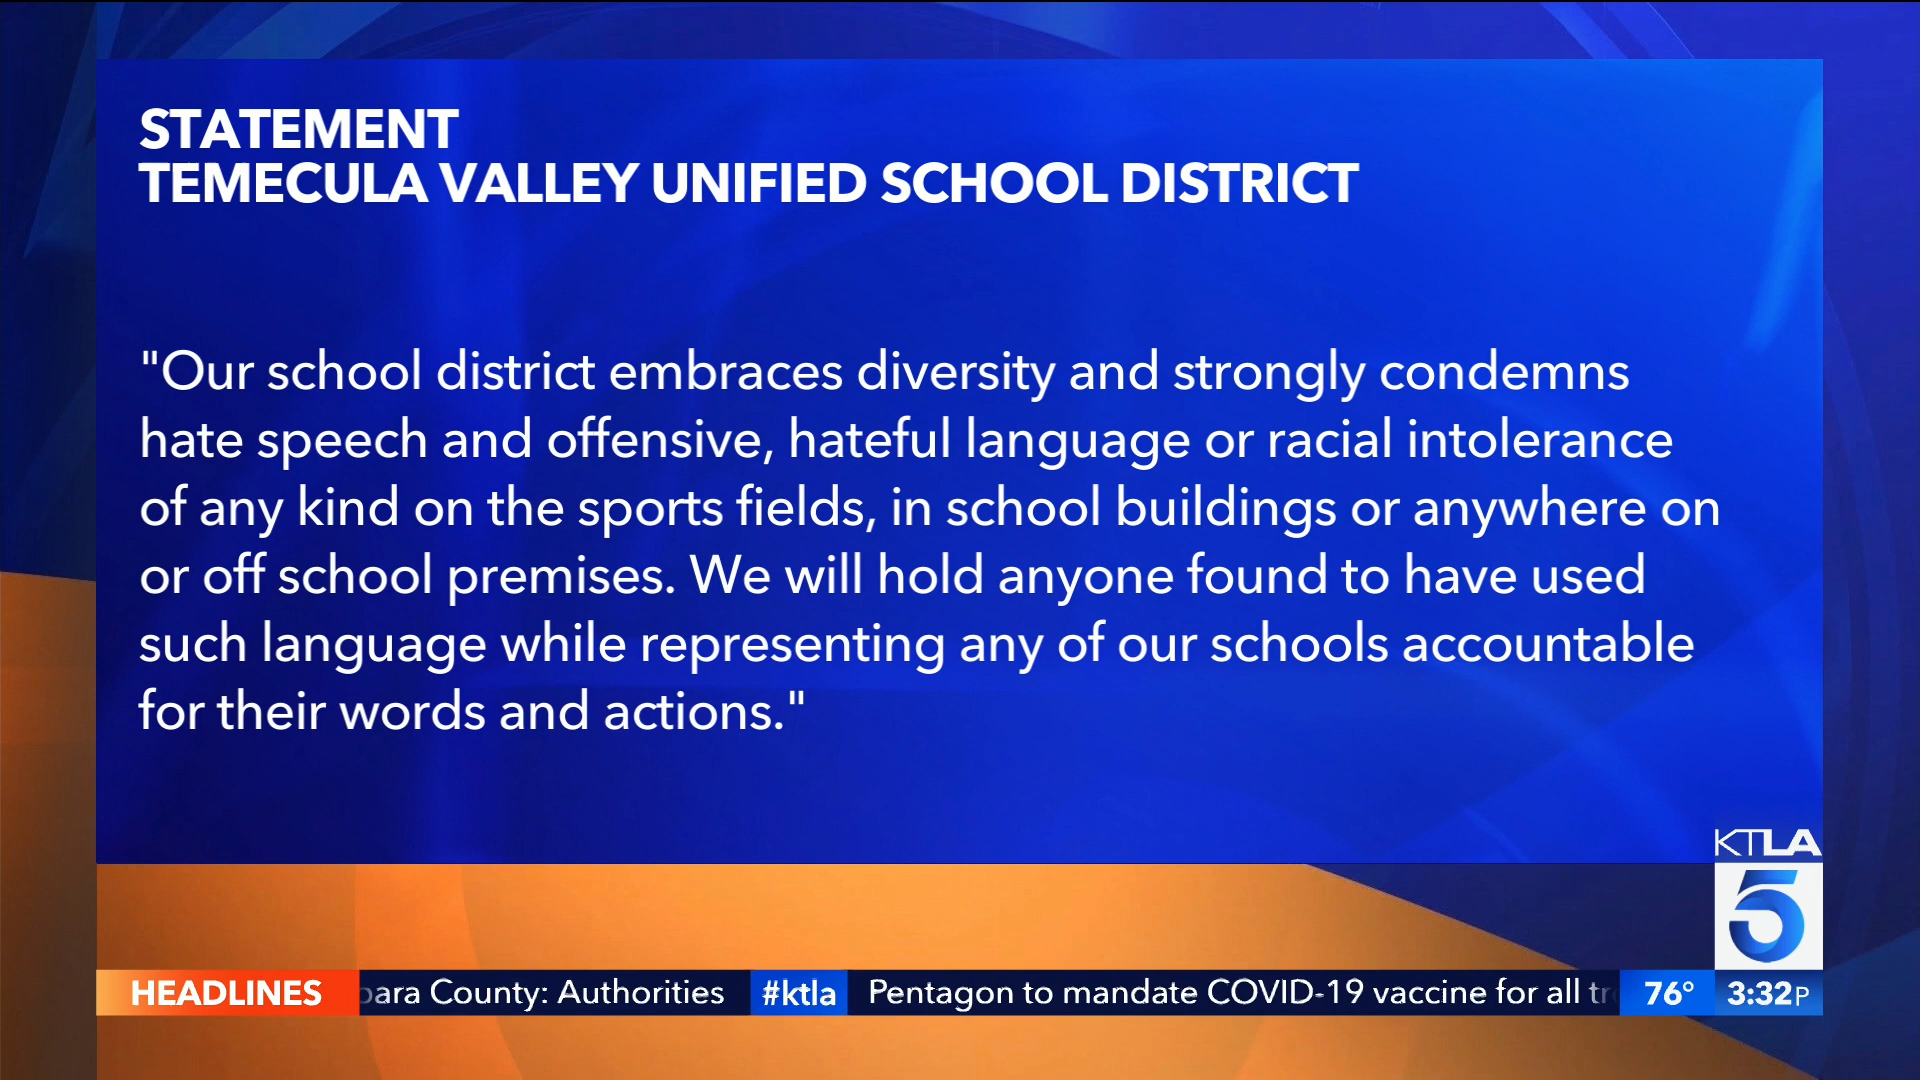 STATEMENT
TEMECULA VALLEY UNIFIED SCHOOL DISTRICT
"Our school district embraces diversity and strongly condemns
hate speech and offensive, hateful language or racial intolerance
of any kind on the sports fields, in school buildings or anywhere on
or off school premises. We will hold anyone found to have used
such language while representing any of our schools accountable
for their words and actions."
KTLA
5
HEADLINES
County: Authorities
#ktla
Pentagon to mandate COVID-19 vaccine for all
76°
3:32P